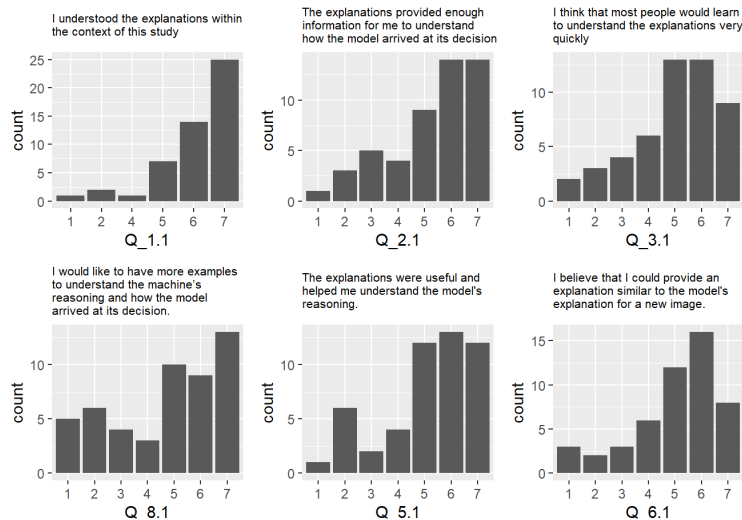 I understood the explanations within
the context of this study
25
20
15
10
5
0
count
1 2 3 4 5 6 7
Q_1.1
The explanations provided enough
information for me to understand
how the model arrived at its decision
10
5
0
count
1 2 3 4 5 6 7
Q_2.1
I think that most people would learn
to understand the explanations very
quickly
10
5
0
count
1 2 3 4 5 6 7
Q_3.1
I would like to have more examples
to understand the machine's
reasoning and how the model
arrived at its decision.
10
5
0
count
1 2 3 4 5 6 7
Q_8.1
The explanations were useful and
helped me understand the model's
reasoning.
10
5
0
count
1 2 3 4 5 6 7
Q_5.1
I believe that I could provide an
explanation similar to the model's
explanation for a new image.
15
10
5
0
count
1 2 3 4 5 6 7
Q_6.1